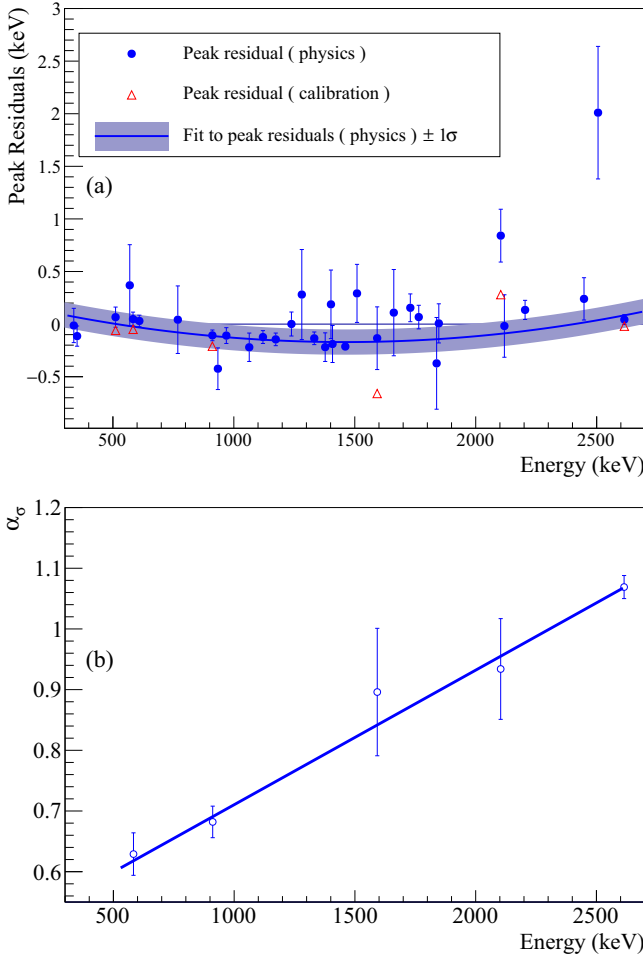 Peak Residuals (keV)
3
2.5
2
1.5
1
0.5
0
−0.5
Peak residual ( physics )
Peak residual ( calibration )
Fit to peak residuals ( physics ) ± 1σ
(a)
500 1000 1500 2000 2500
Energy (keV)
α_σ
1.2
1.1
1
0.9
0.8
0.7
0.6
(b)
500 1000 1500 2000 2500
Energy (keV)